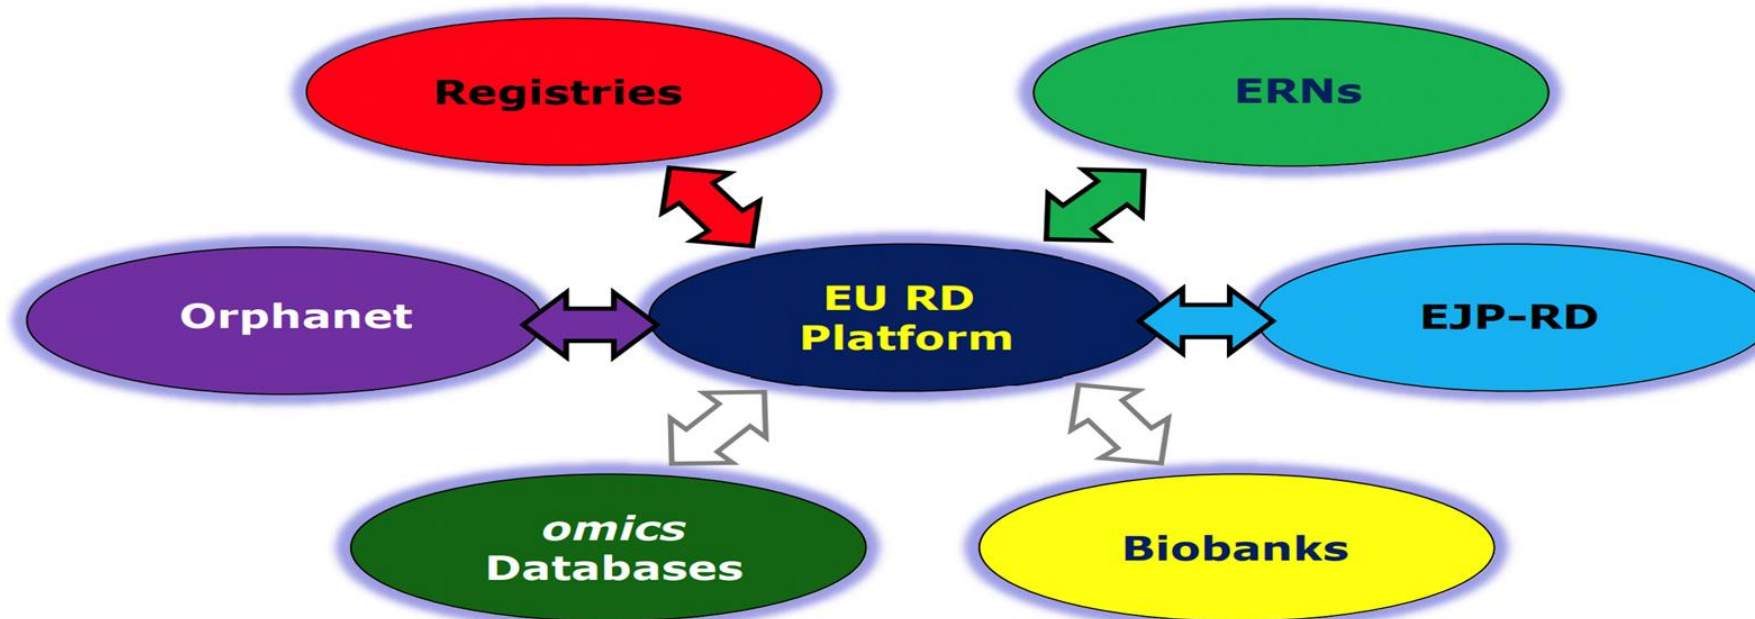 Registries
ERNs
Orphanet
EU RD
Platform
EJP-RD
omics
Databases
Biobanks